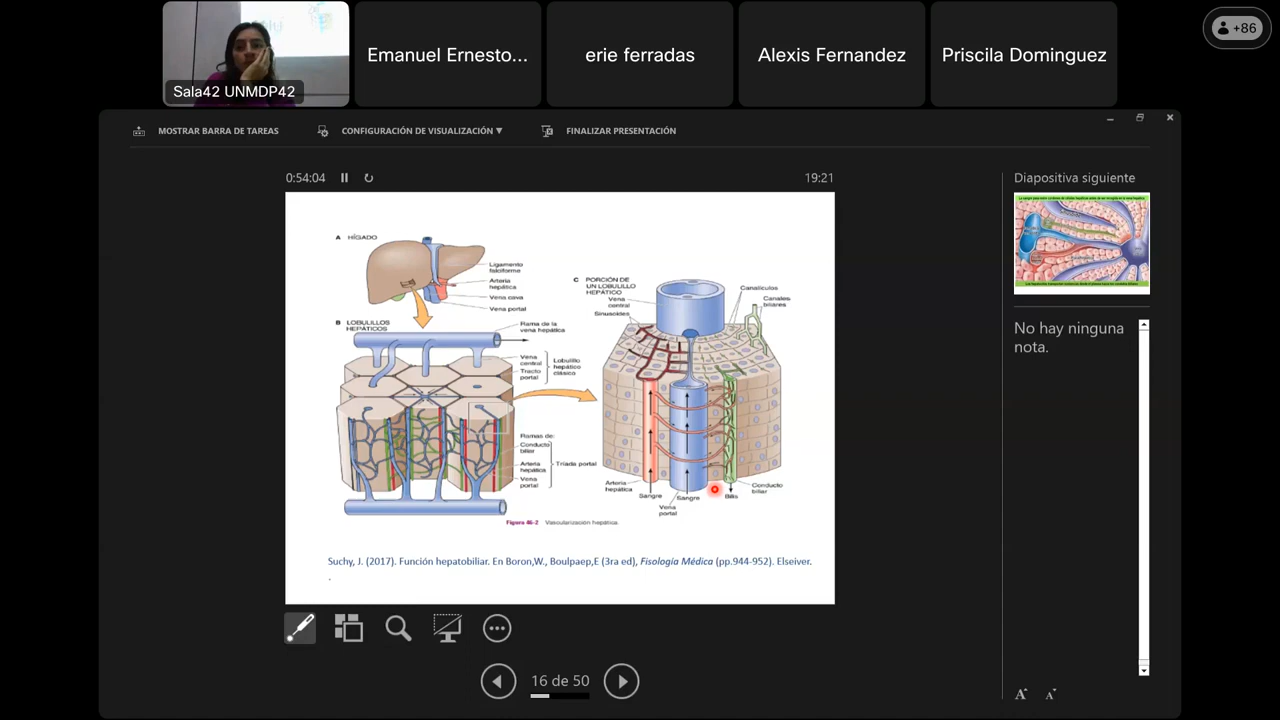 Sala42 UNMDP42
Emanuel Ernesto...
erie ferradas
Alexis Fernandez
Priscila Dominguez
+86
MOSTRAR BARRA DE TAREAS
CONFIGURACIÓN DE VISUALIZACIÓN ▼
FINALIZAR PRESENTACIÓN
0:54:04
19:21
Diapositiva siguiente
A HÍGADO
Ligamento
falciforme
Arteria
hepática
Vena cava
Vena portal
B LOBULILLOS
HEPÁTICOS
Rama de la
vena hepática
Vena
central
Tracto
portal
Lobulillo
hepático
clásico
Ramas de:
Conducto
biliar
Arteria
hepática
Vena
portal
Tríada portal
C PORCIÓN DE
UN LOBULILLO
HEPÁTICO
Vena
central
Sinusoides
Canalículos
Canales
biliares
Arteria
hepática
Sangre
Vena
portal
Sangre
Bilis
Conducto
biliar
Figura 46-2 Vascularización hepática.
Suchy, J. (2017). Función hepatobiliar. En Boron,W., Boulpaep,E (3ra ed), Fisología Médica (pp.944-952). Elseiver.
.
No hay ninguna
nota.
16 de 50
A A